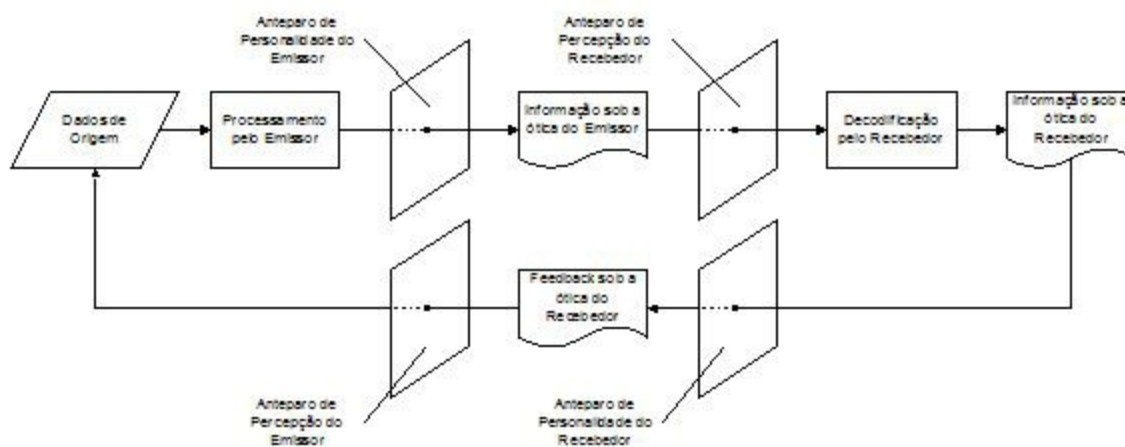 Anteparo de
Personalidade do
Emissor
Anteparo de
Percepção do
Recebedor
Dados de
Origem
Processamento
pelo Emissor
Informação sob a
ótica do Emissor
Decodificação
pelo Recebedor
Informação sob a
ótica do
Recebedor
Feedback sob a
ótica do
Recebedor
Anteparo de
Percepção do
Emissor
Anteparo de
Personalidade do
Recebedor